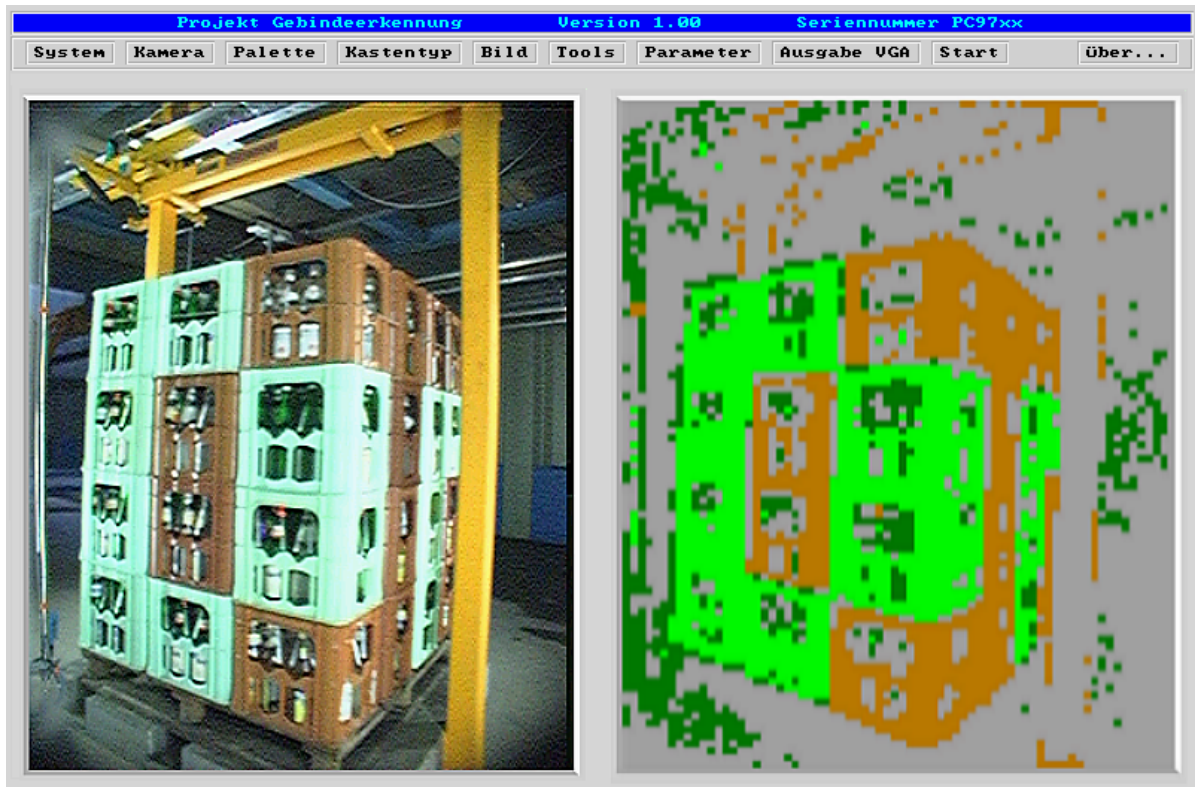 Projekt Gebindeerkennung Version 1.00 Seriennummer PC97xx
System Kamera Palette Kastentyp Bild Tools Parameter Ausgabe VGA Start über...